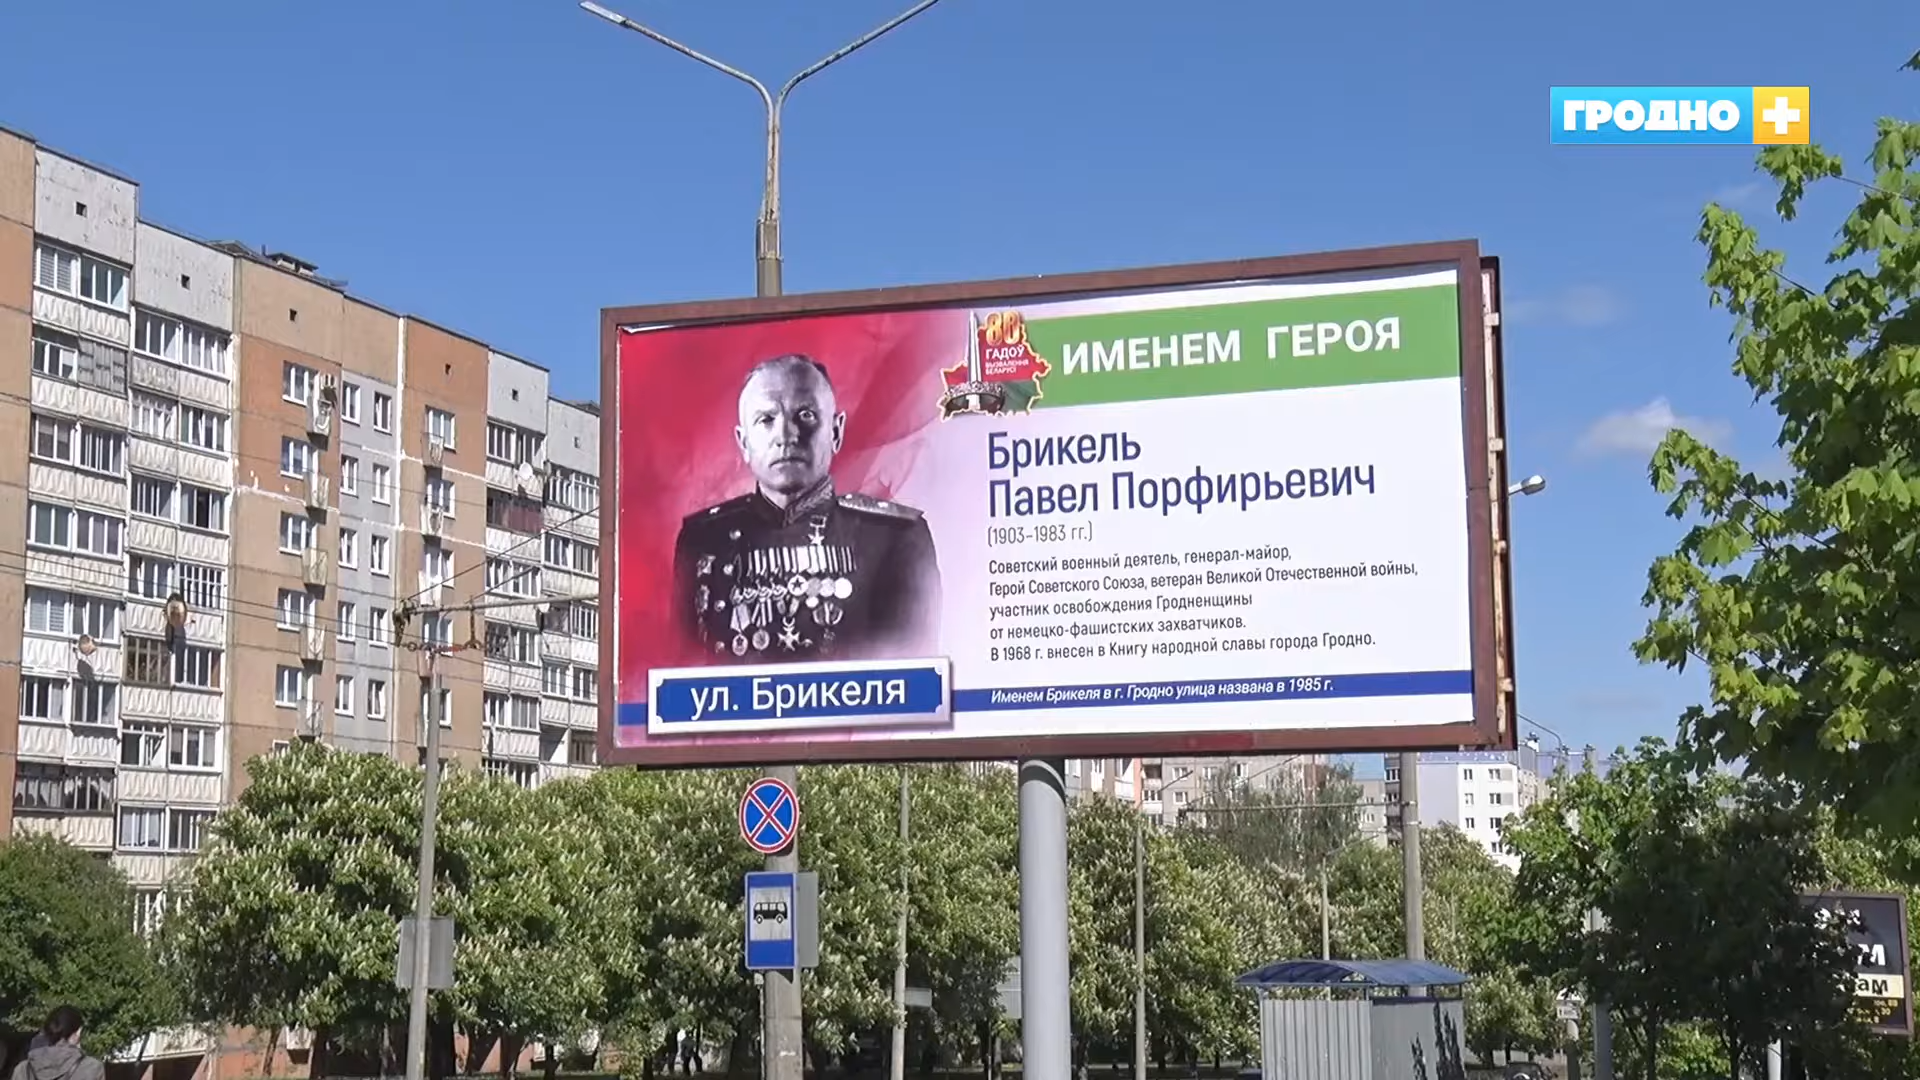 ГРОДНО +
80
ГАДОЎ
ВЫЗВАЛЕННЯ
БЕЛАРУСІ
ИМЕНЕМ ГЕРОЯ
Брикель
Павел Порфирьевич
(1903-1983 гг.)
Советский военный деятель, генерал-майор,
Герой Советского Союза, ветеран Великой Отечественной войны,
участник освобождения Гродненщины
от немецко-фашистских захватчиков.
В 1968 г. внесен в Книгу народной славы города Гродно.
ул. Брикеля
Именем Брикеля в г. Гродно улица названа в 1985 г.